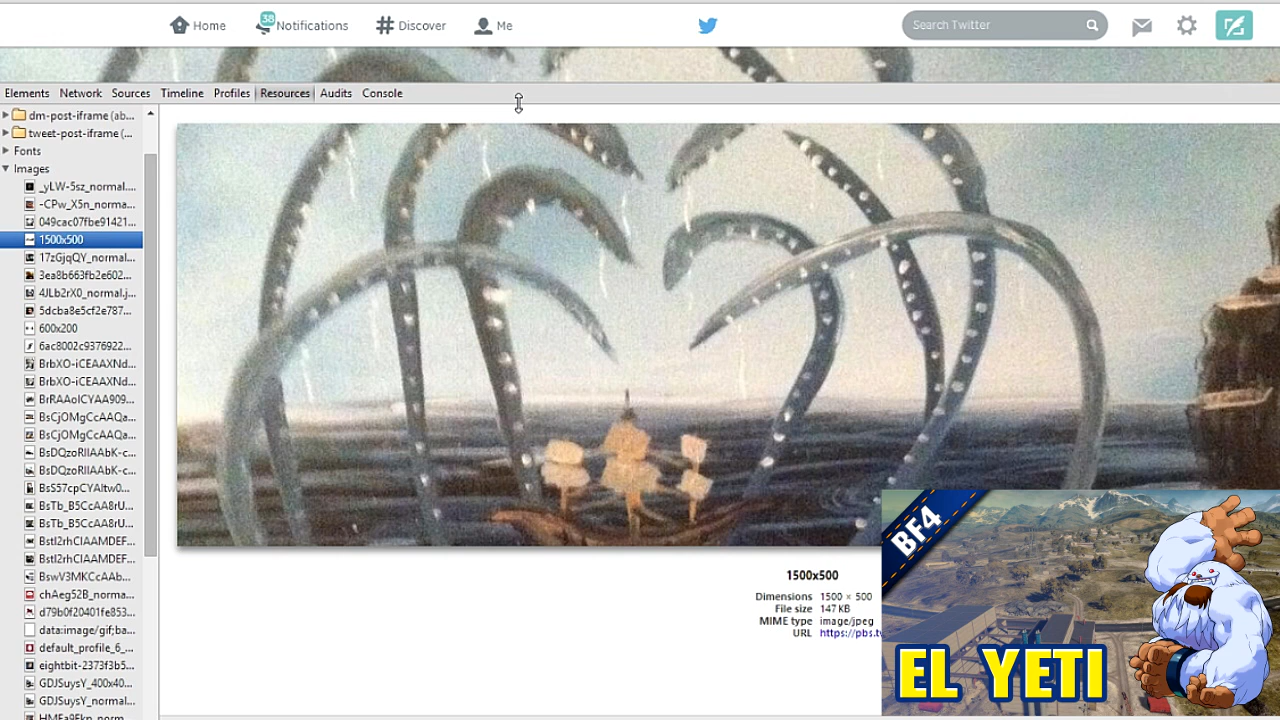 Home
38
Notifications
Discover
Me
Search Twitter
Elements Network Sources Timeline Profiles Resources Audits Console
dm-post-iframe (ab...
tweet-post-iframe (...
Fonts
Images
_yLW-5sz_normal....
-CPw_X5n_norma...
049cac07fbe91421...
1500x500
17zGjqQY_normal...
3ea8b663fb2e602...
4JLb2rX0_normal.j...
5dcba8e5cf2e787...
600x200
6ac8002c9376922...
BrbXO-iCEAAXNd...
BrbXO-iCEAAXNd...
BrRAAoICYAA909...
BsCjOMgCcAAQa...
BsCjOMgCcAAQa...
BsDQzoRIIAAbK-c...
BsDQzoRIIAAbK-c...
BsS57cpCYAItw0...
BsTb_B5CcAA8rU...
BsTb_B5CcAA8rU...
BstI2rhCIAAMDEF...
BstI2rhCIAAMDEF...
BswV3MKCcAAb...
chAeg52B_norma...
d79b0f20401fe853...
data:image/gif;ba...
default_profile_6_...
eightbit-2373f3b5...
GDJSuysY_400x40...
GDJSuysY_normal...
1500x500
Dimensions 1500 × 500
File size 147 KB
MIME type image/jpeg
URL https://pbs.t
BF4
EL YETI